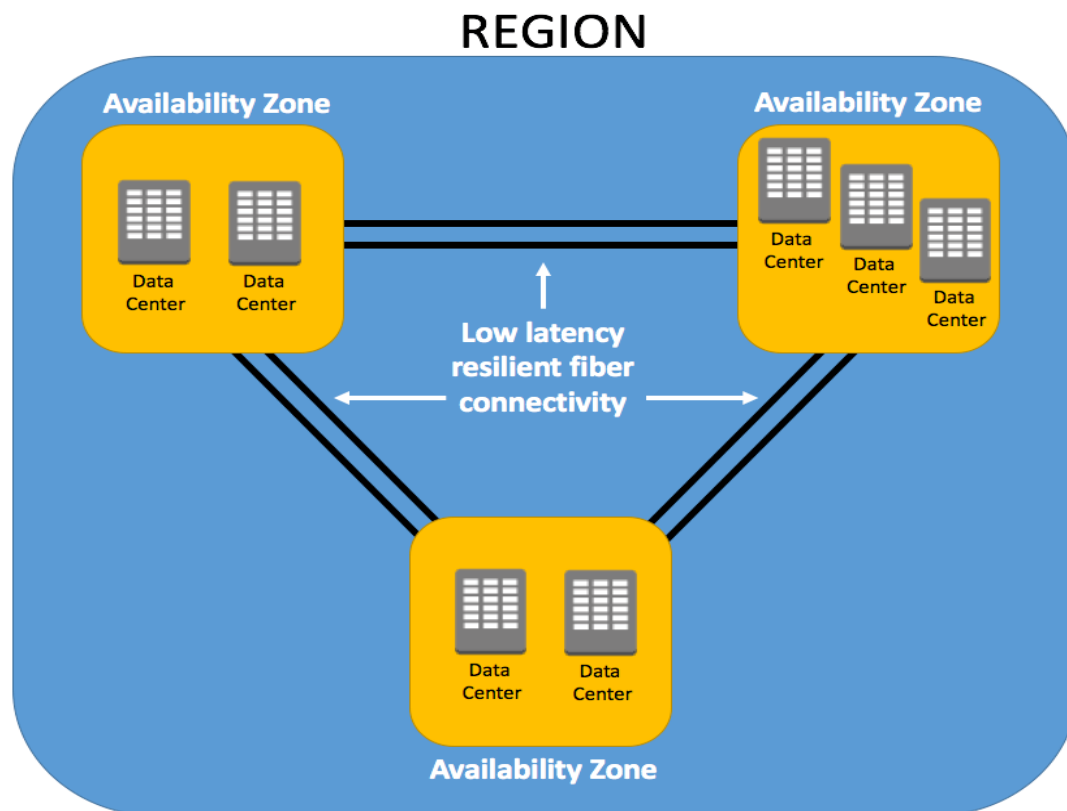 REGION
Availability Zone
Data
Center
Data
Center
Availability Zone
Data
Center
Data
Center
Data
Center
Low latency
resilient fiber
connectivity
Data
Center
Data
Center
Availability Zone